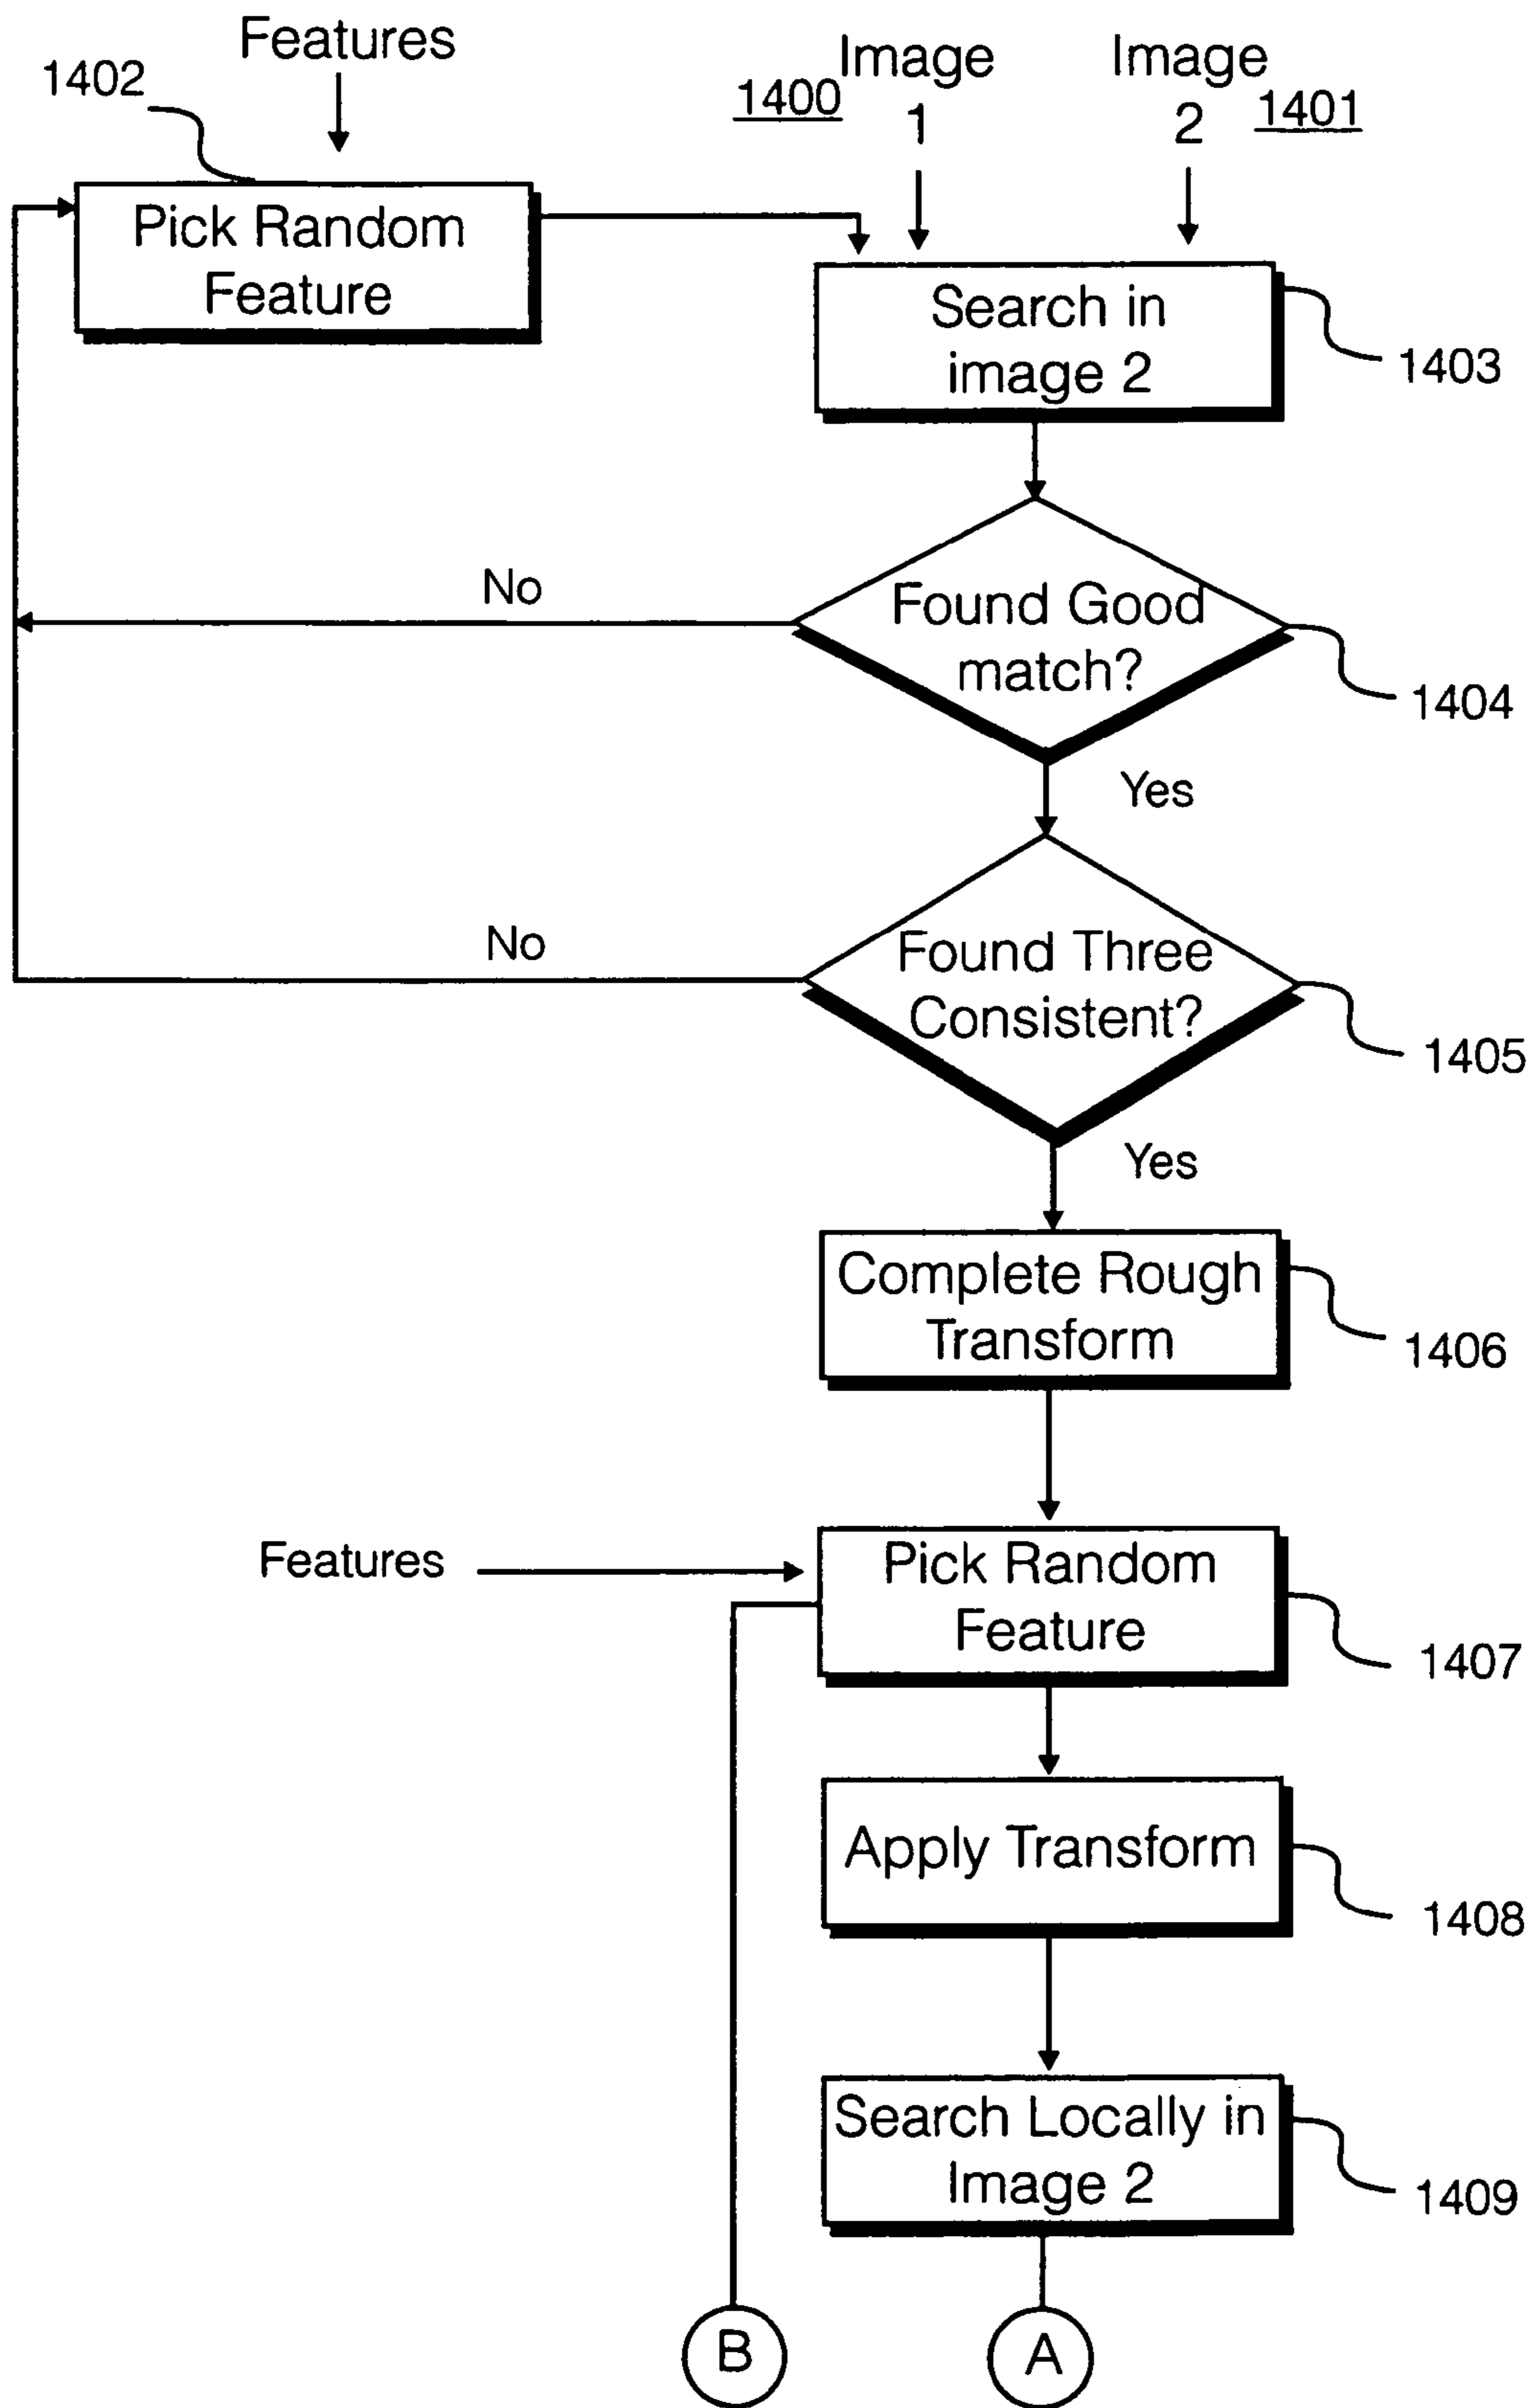 Features
1402
1400
Image
1
Image
2
1401
Pick Random
Feature
Search in
image 2
1403
No
Found Good
match?
1404
Yes
No
Found Three
Consistent?
1405
Yes
Complete Rough
Transform
1406
Features
Pick Random
Feature
1407
Apply Transform
1408
Search Locally in
Image 2
1409
B
A